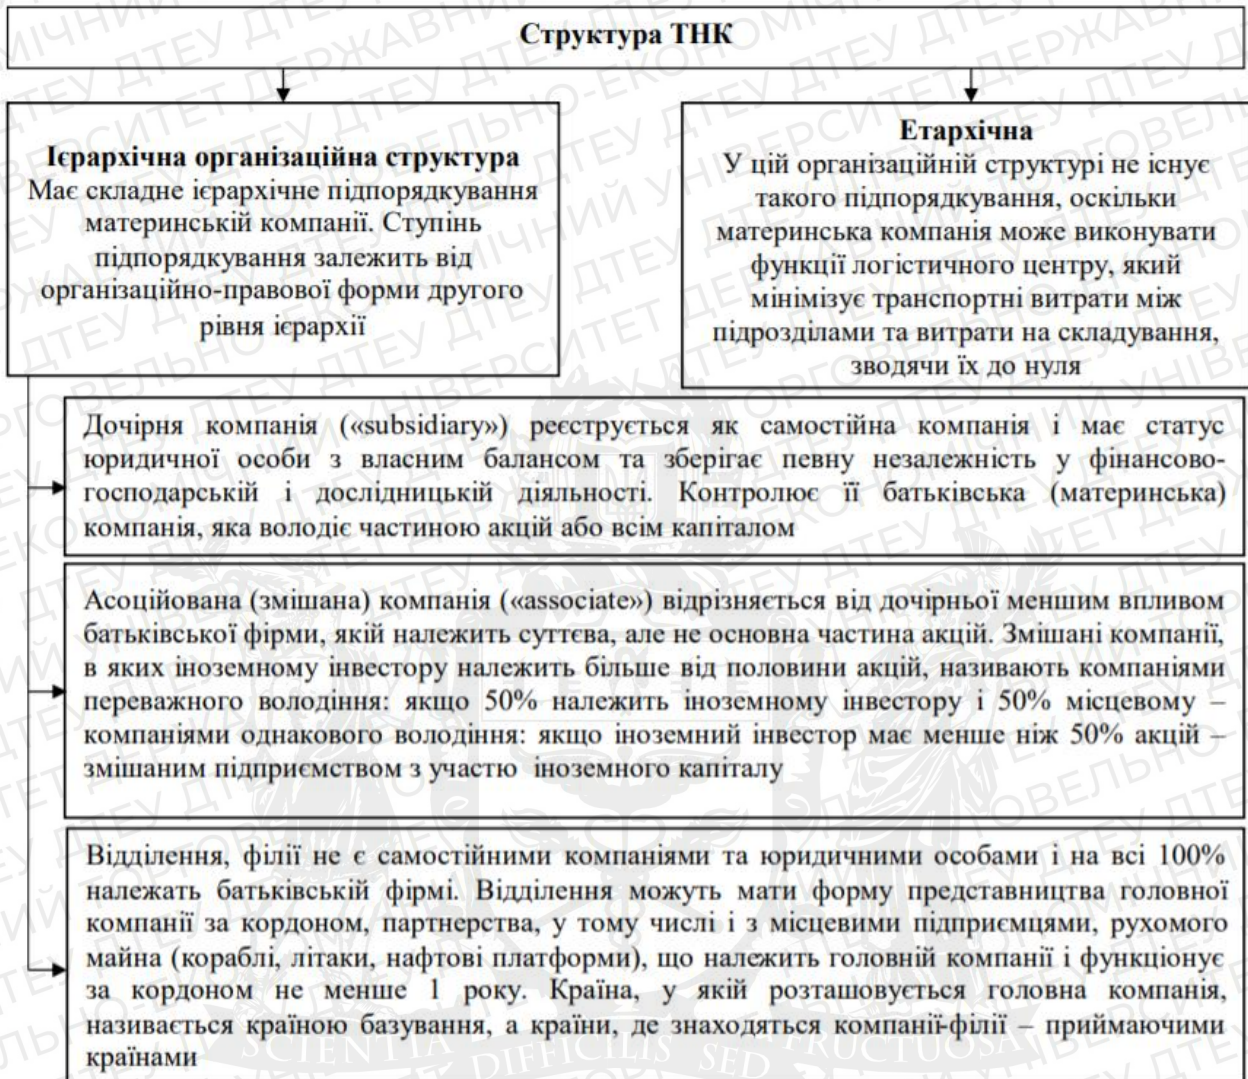 Структура ТНК
Ієрархічна організаційна структура
Має складне ієрархічне підпорядкування
материнській компанії. Ступінь
підпорядкування залежить від
організаційно-правової форми другого
рівня ієрархії
Етархічна
У цій організаційній структурі не існує
такого підпорядкування, оскільки
материнська компанія може виконувати
функції логістичного центру, який
мінімізує транспортні витрати між
підрозділами та витрати на складування,
зводячи їх до нуля
Дочірня компанія («subsidiary») реєструється як самостійна компанія і має статус
юридичної особи з власним балансом та зберігає певну незалежність у фінансово-
господарській і дослідницькій діяльності. Контролює її батьківська (материнська)
компанія, яка володіє частиною акцій або всім капіталом
Асоційована (змішана) компанія («associate») відрізняється від дочірньої меншим впливом
батьківської фірми, якій належить суттєва, але не основна частина акцій. Змішані компанії,
в яких іноземному інвестору належить більше від половини акцій, називають компаніями
переважного володіння: якщо 50% належить іноземному інвестору і 50% місцевому –
компаніями однакового володіння: якщо іноземний інвестор має менше ніж 50% акцій –
змішаним підприємством з участю іноземного капіталу
Відділення, філії не є самостійними компаніями та юридичними особами і на всі 100%
належать батьківській фірмі. Відділення можуть мати форму представництва головної
компанії за кордоном, партнерства, у тому числі і з місцевими підприємцями, рухомого
майна (кораблі, літаки, нафтові платформи), що належить головній компанії і функціонує
за кордоном не менше 1 року. Країна, у якій розташовується головна компанія,
називається країною базування, а країни, де знаходяться компанії-філії – приймаючими
країнами
SCIENTIA DIFFICILIS SED FRUCTUOSA